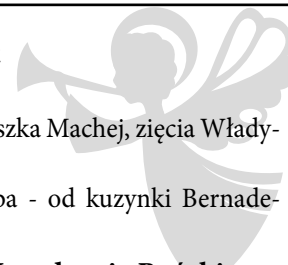 szka Machej, zięcia Włady-
pa - od kuzynki Bernade-